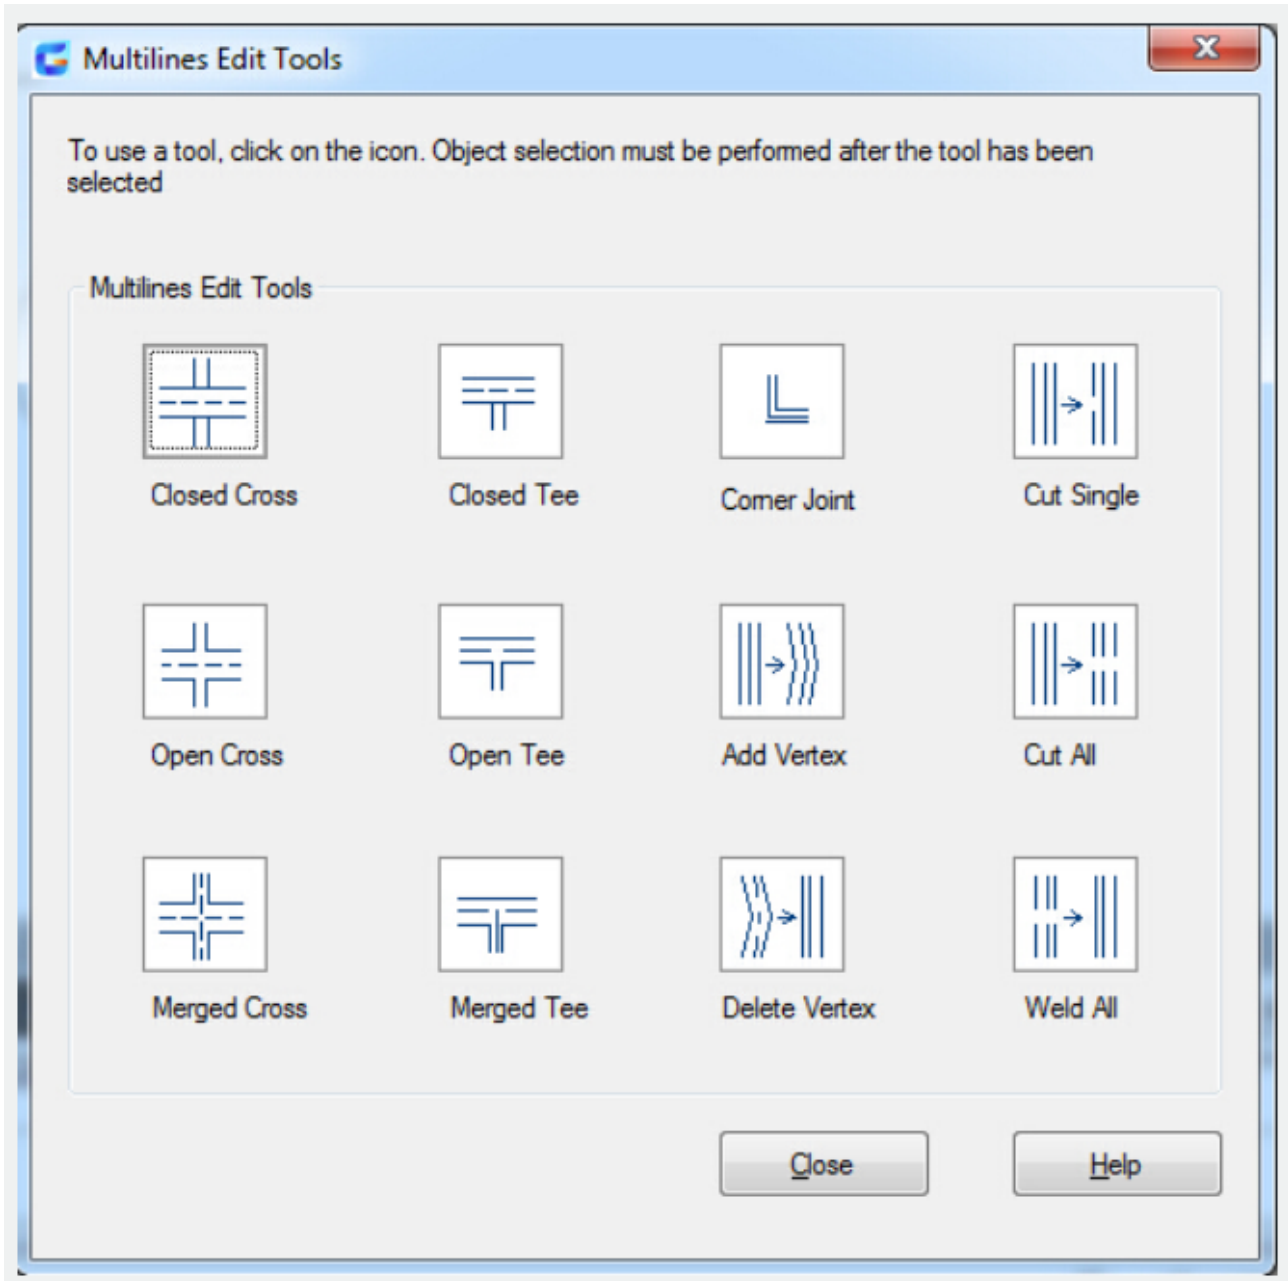 Multilines Edit Tools
To use a tool, click on the icon. Object selection must be performed after the tool has been
selected
Multilines Edit Tools
Closed Cross
Closed Tee
Corner Joint
Cut Single
Open Cross
Open Tee
Add Vertex
Cut All
Merged Cross
Merged Tee
Delete Vertex
Weld All
Close
Help